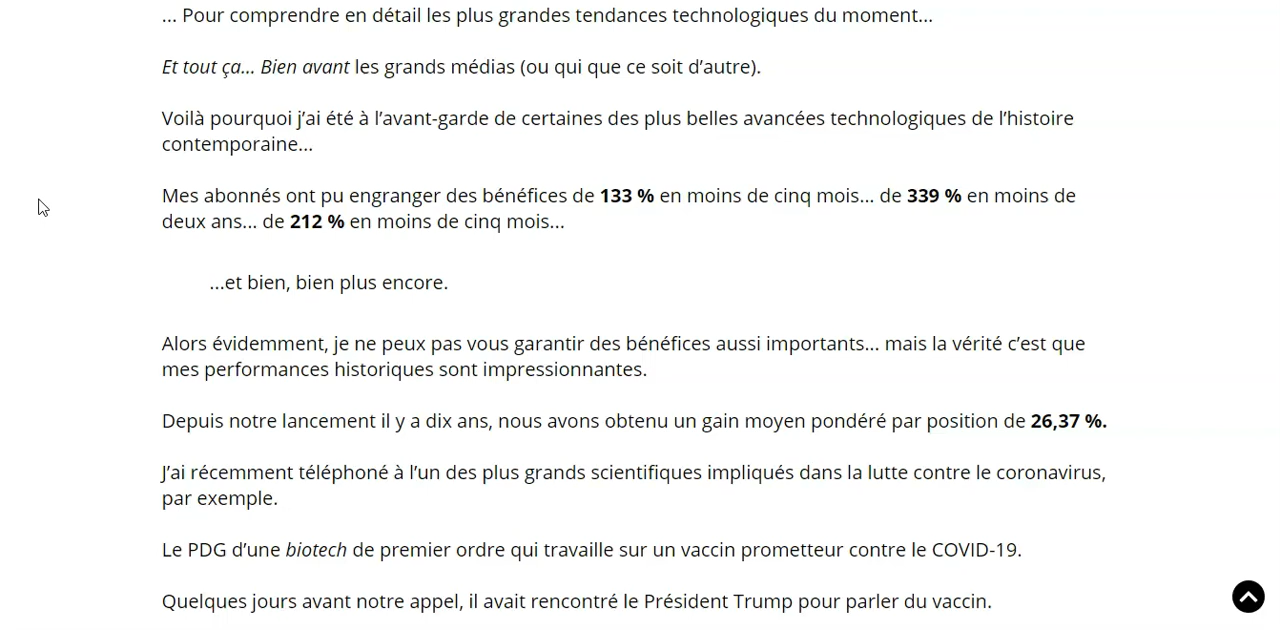 ... Pour comprendre en détail les plus grandes tendances technologiques du moment...
Et tout ça... Bien avant les grands médias (ou qui que ce soit d’autre).
Voilà pourquoi j’ai été à l’avant-garde de certaines des plus belles avancées technologiques de l’histoire
contemporaine...
Mes abonnés ont pu engranger des bénéfices de 133 % en moins de cinq mois... de 339 % en moins de
deux ans... de 212 % en moins de cinq mois...
...et bien, bien plus encore.
Alors évidemment, je ne peux pas vous garantir des bénéfices aussi importants... mais la vérité c’est que
mes performances historiques sont impressionnantes.
Depuis notre lancement il y a dix ans, nous avons obtenu un gain moyen pondéré par position de 26,37 %.
J’ai récemment téléphoné à l’un des plus grands scientifiques impliqués dans la lutte contre le coronavirus,
par exemple.
Le PDG d’une biotech de premier ordre qui travaille sur un vaccin prometteur contre le COVID-19.
Quelques jours avant notre appel, il avait rencontré le Président Trump pour parler du vaccin.